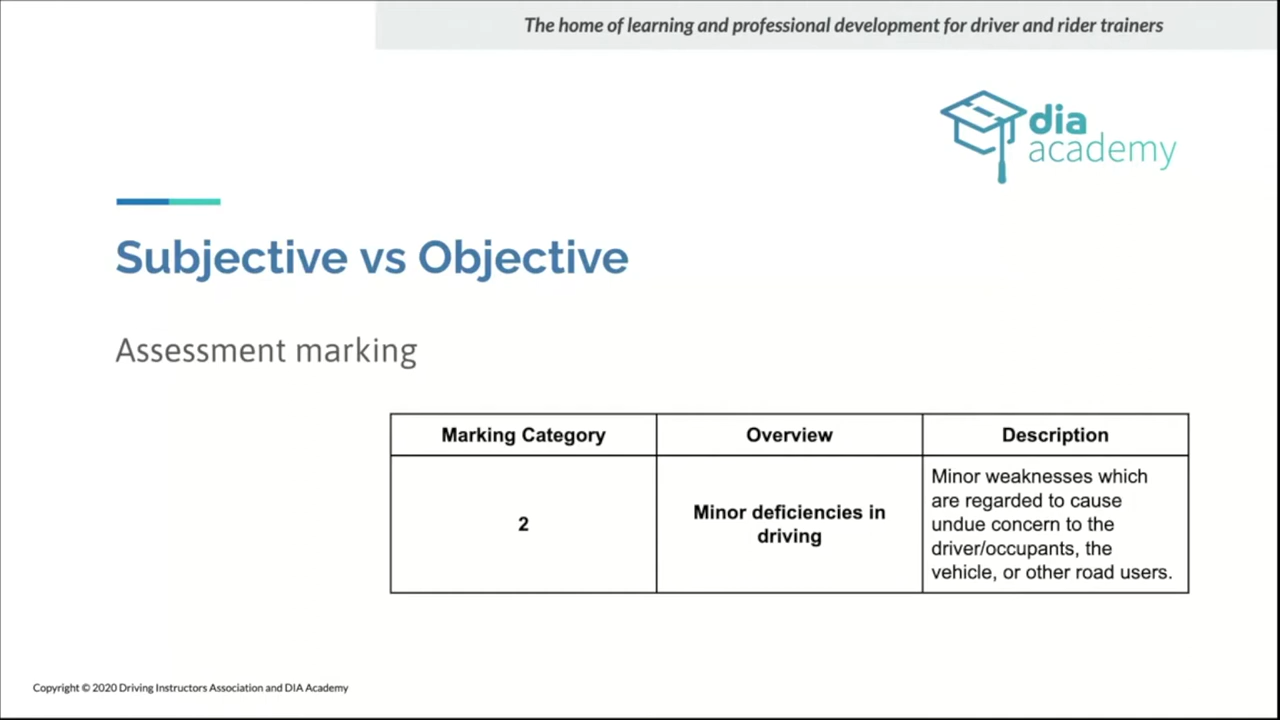 The home of learning and professional development for driver and rider trainers
dia
academy
Subjective vs Objective
Assessment marking
Marking Category
Overview
Description
2
Minor deficiencies in
driving
Minor weaknesses which
are regarded to cause
undue concern to the
driver/occupants, the
vehicle, or other road users.
Copyright © 2020 Driving Instructors Association and DIA Academy